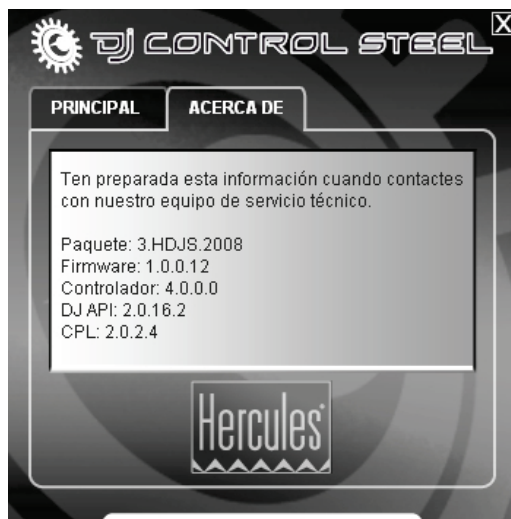 DJ CONTROL STEEL
X
PRINCIPAL
ACERCA DE
Ten preparada esta información cuando contactes
con nuestro equipo de servicio técnico.
Paquete: 3.HDJS.2008
Firmware: 1.0.0.12
Controlador: 4.0.0.0
DJ API: 2.0.16.2
CPL: 2.0.2.4
Hercules